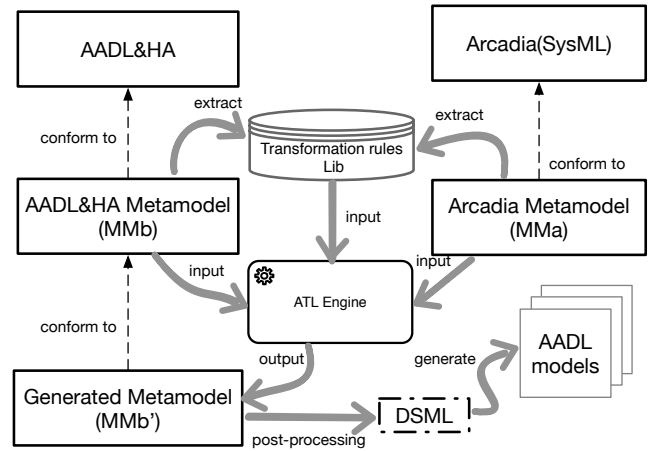 AADL&HA
Arcadia(SysML)
extract
extract
Transformation rules
Lib
conform to
conform to
AADL&HA Metamodel
(MMb)
input
Arcadia Metamodel
(MMa)
input
input
ATL Engine
conform to
output
generate
AADL
models
Generated Metamodel
(MMb’)
DSML
post-processing